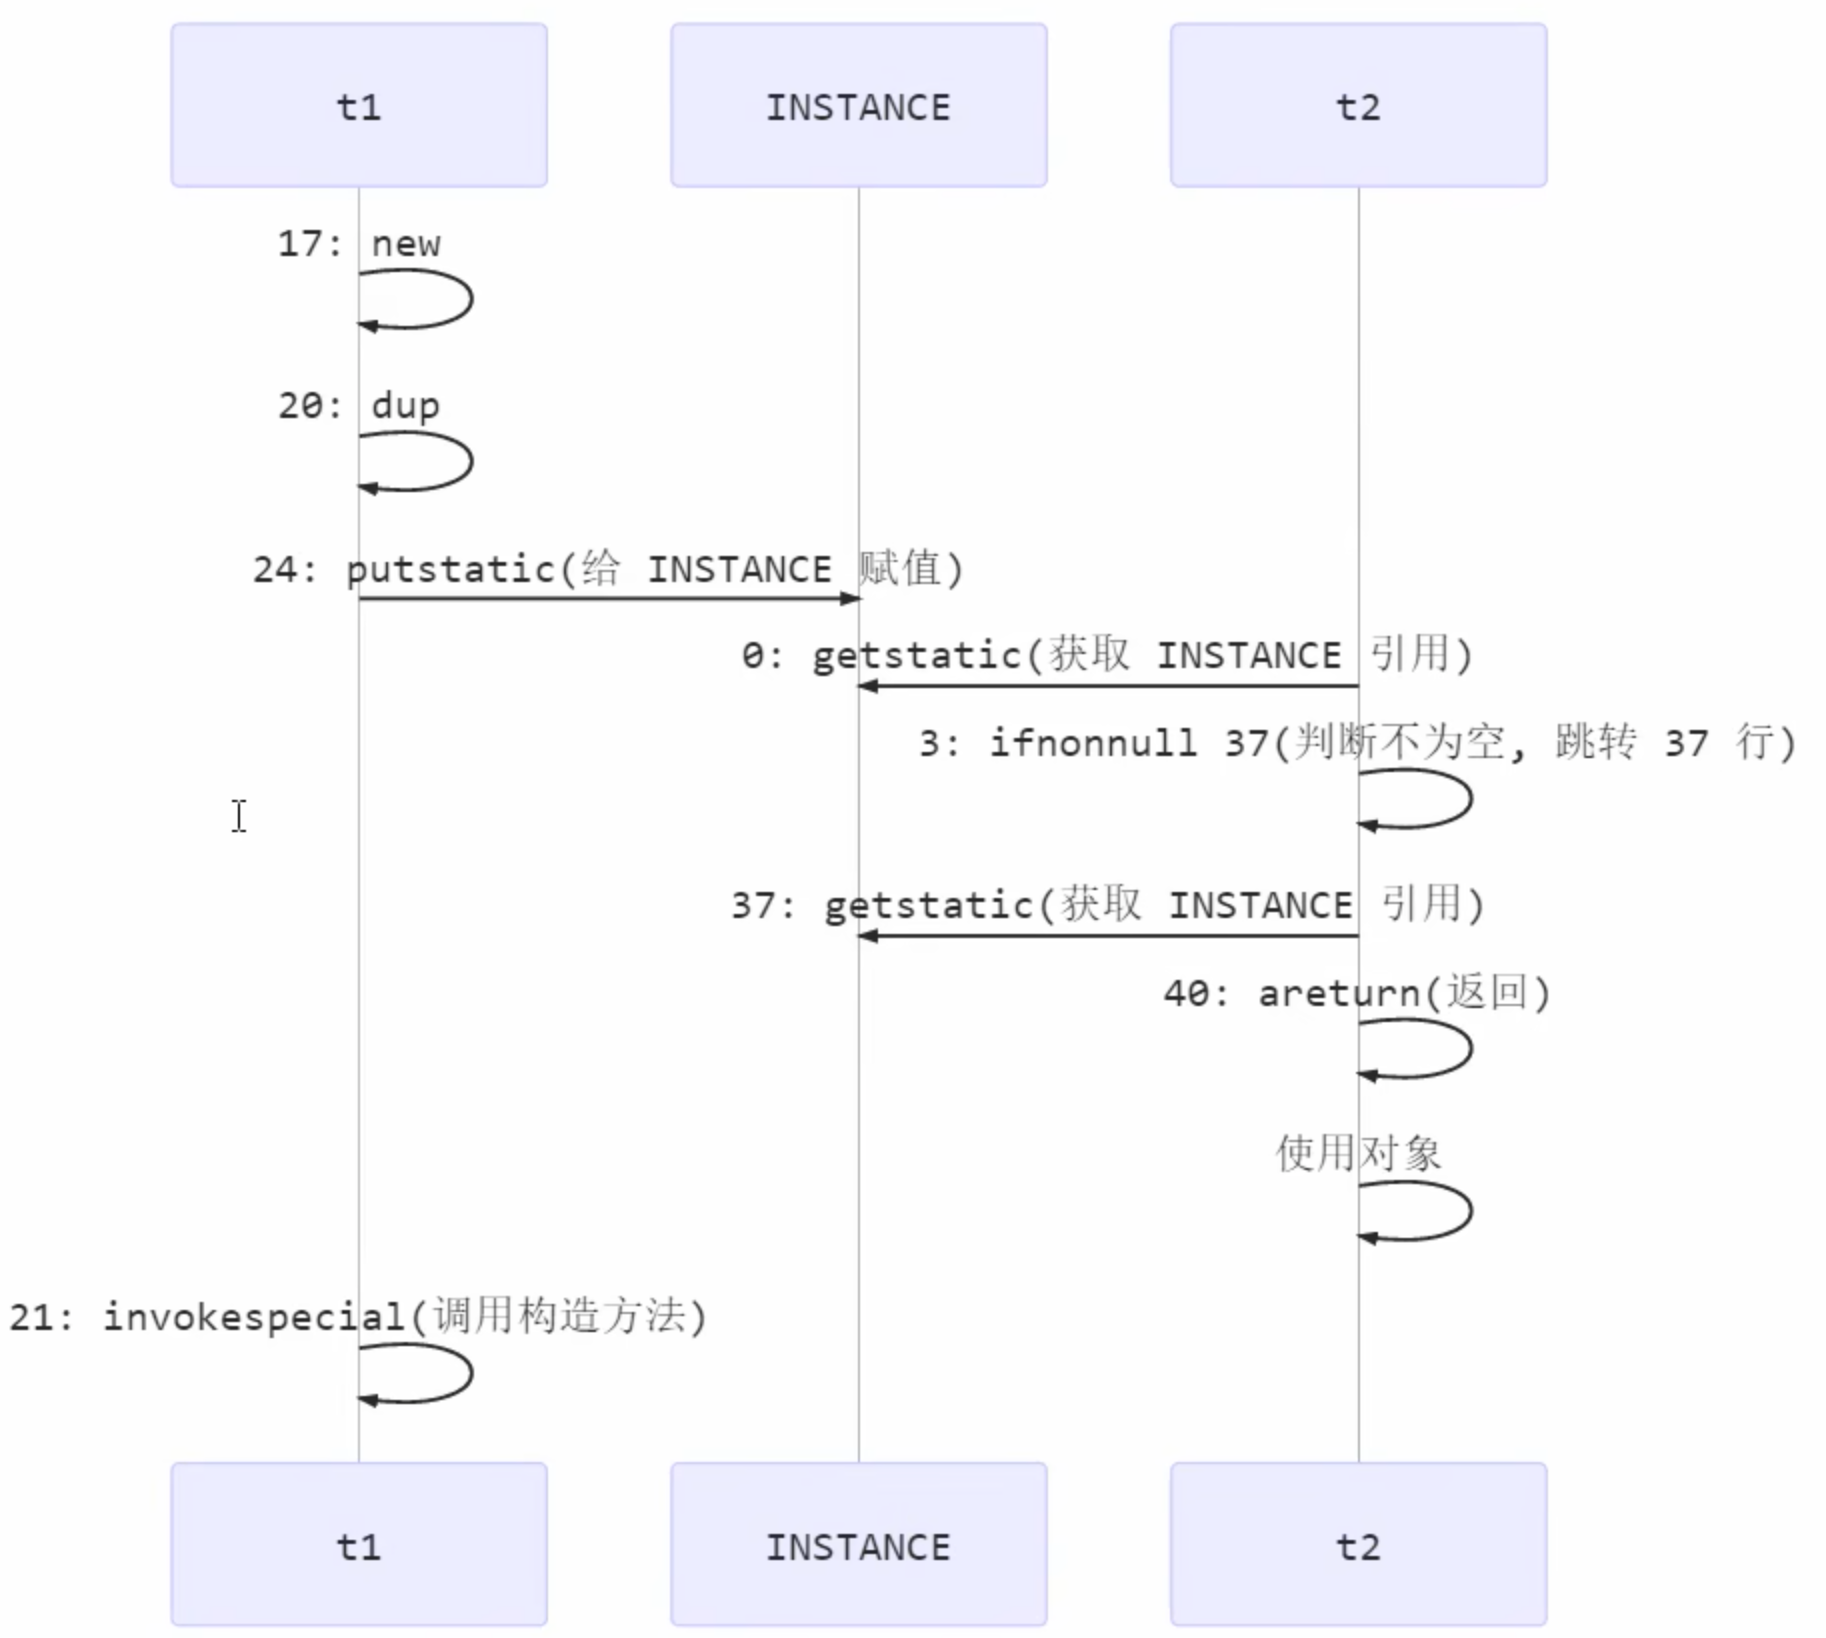 t1
INSTANCE
t2
17: new
20: dup
24: putstatic(给 INSTANCE 赋值)
0: getstatic(获取 INSTANCE 引用)
3: ifnonnull 37(判断不为空, 跳转 37 行)
37: getstatic(获取 INSTANCE 引用)
40: areturn(返回)
使用对象
21: invokespecial(调用构造方法)
t1
INSTANCE
t2